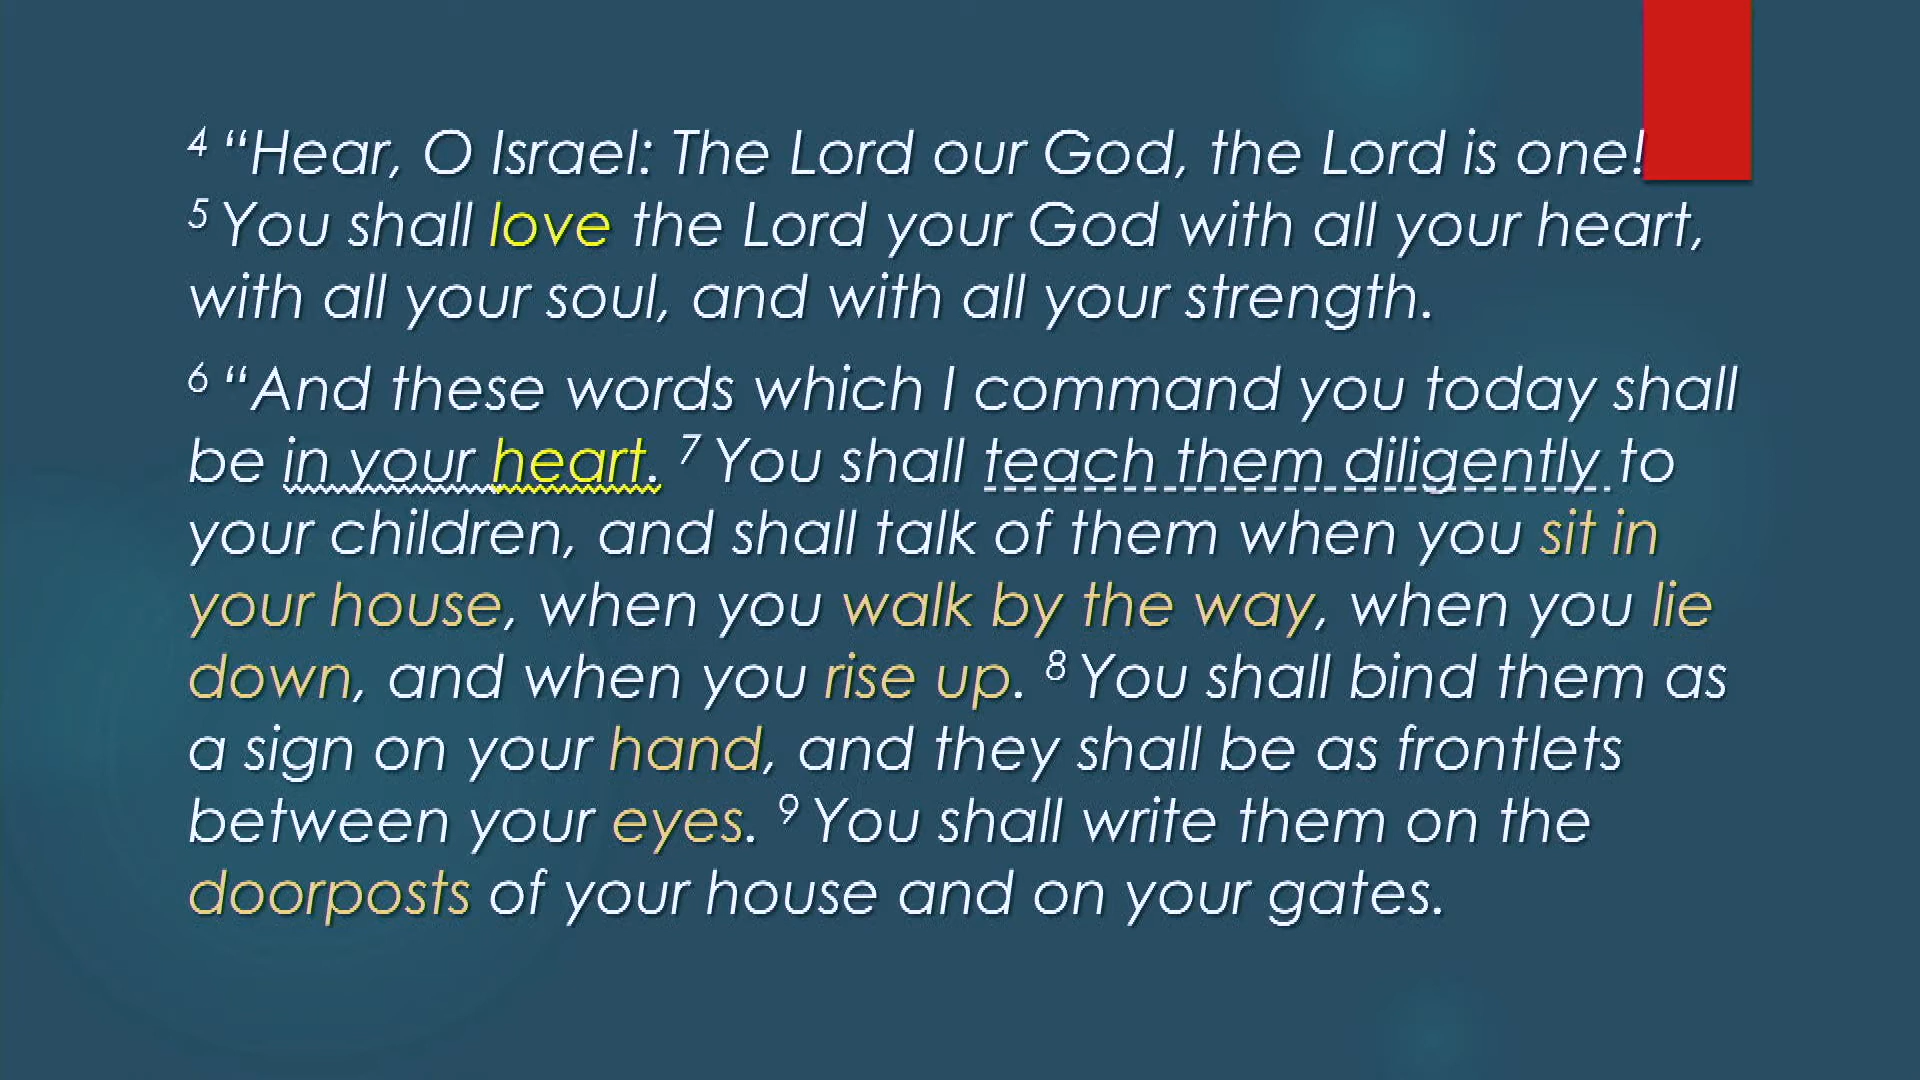 4 “Hear, O Israel: The Lord our God, the Lord is one!
5 You shall love the Lord your God with all your heart,
with all your soul, and with all your strength.
6 “And these words which I command you today shall
be in your heart. 7 You shall teach them diligently to
your children, and shall talk of them when you sit in
your house, when you walk by the way, when you lie
down, and when you rise up. 8 You shall bind them as
a sign on your hand, and they shall be as frontlets
between your eyes. 9 You shall write them on the
doorposts of your house and on your gates.